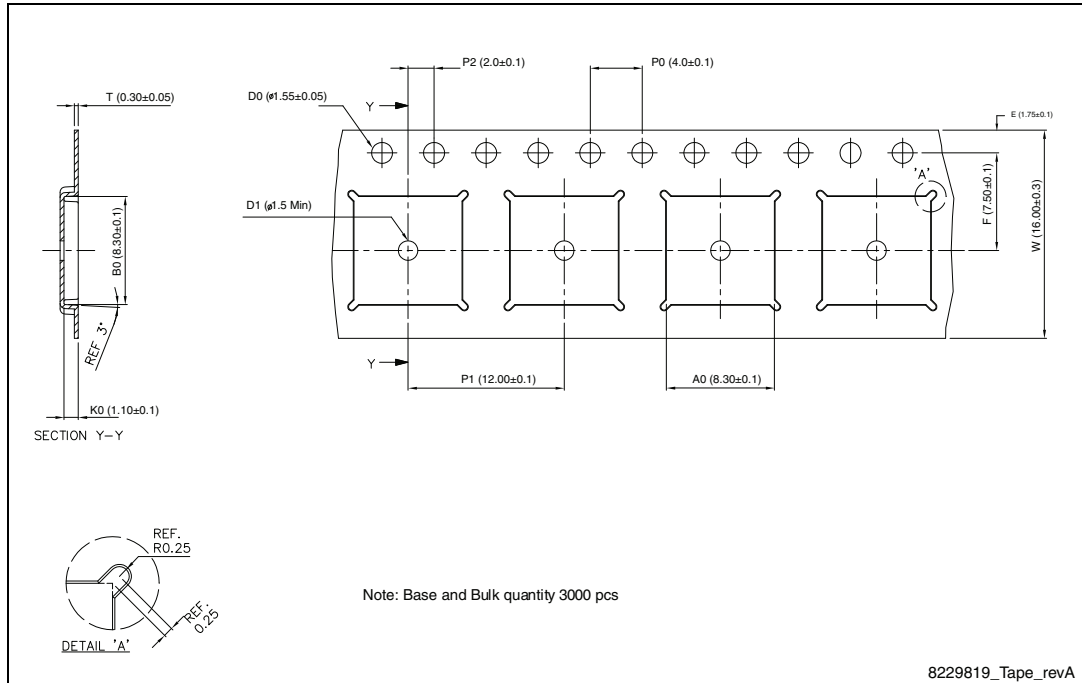 P2 (2.0±0.1)
P0 (4.0±0.1)
T (0.30±0.05)
D0 (ø1.55±0.05)
Y
E (1.75±0.1)
'A'
F (7.50±0.1)
W (16.00±0.3)
D1 (ø1.5 Min)
B0 (8.30±0.1)
REF 3°
Y
P1 (12.00±0.1)
A0 (8.30±0.1)
K0 (1.10±0.1)
SECTION Y-Y
REF.
R0.25
REF.
0.25
DETAIL 'A'
Note: Base and Bulk quantity 3000 pcs
8229819_Tape_revA